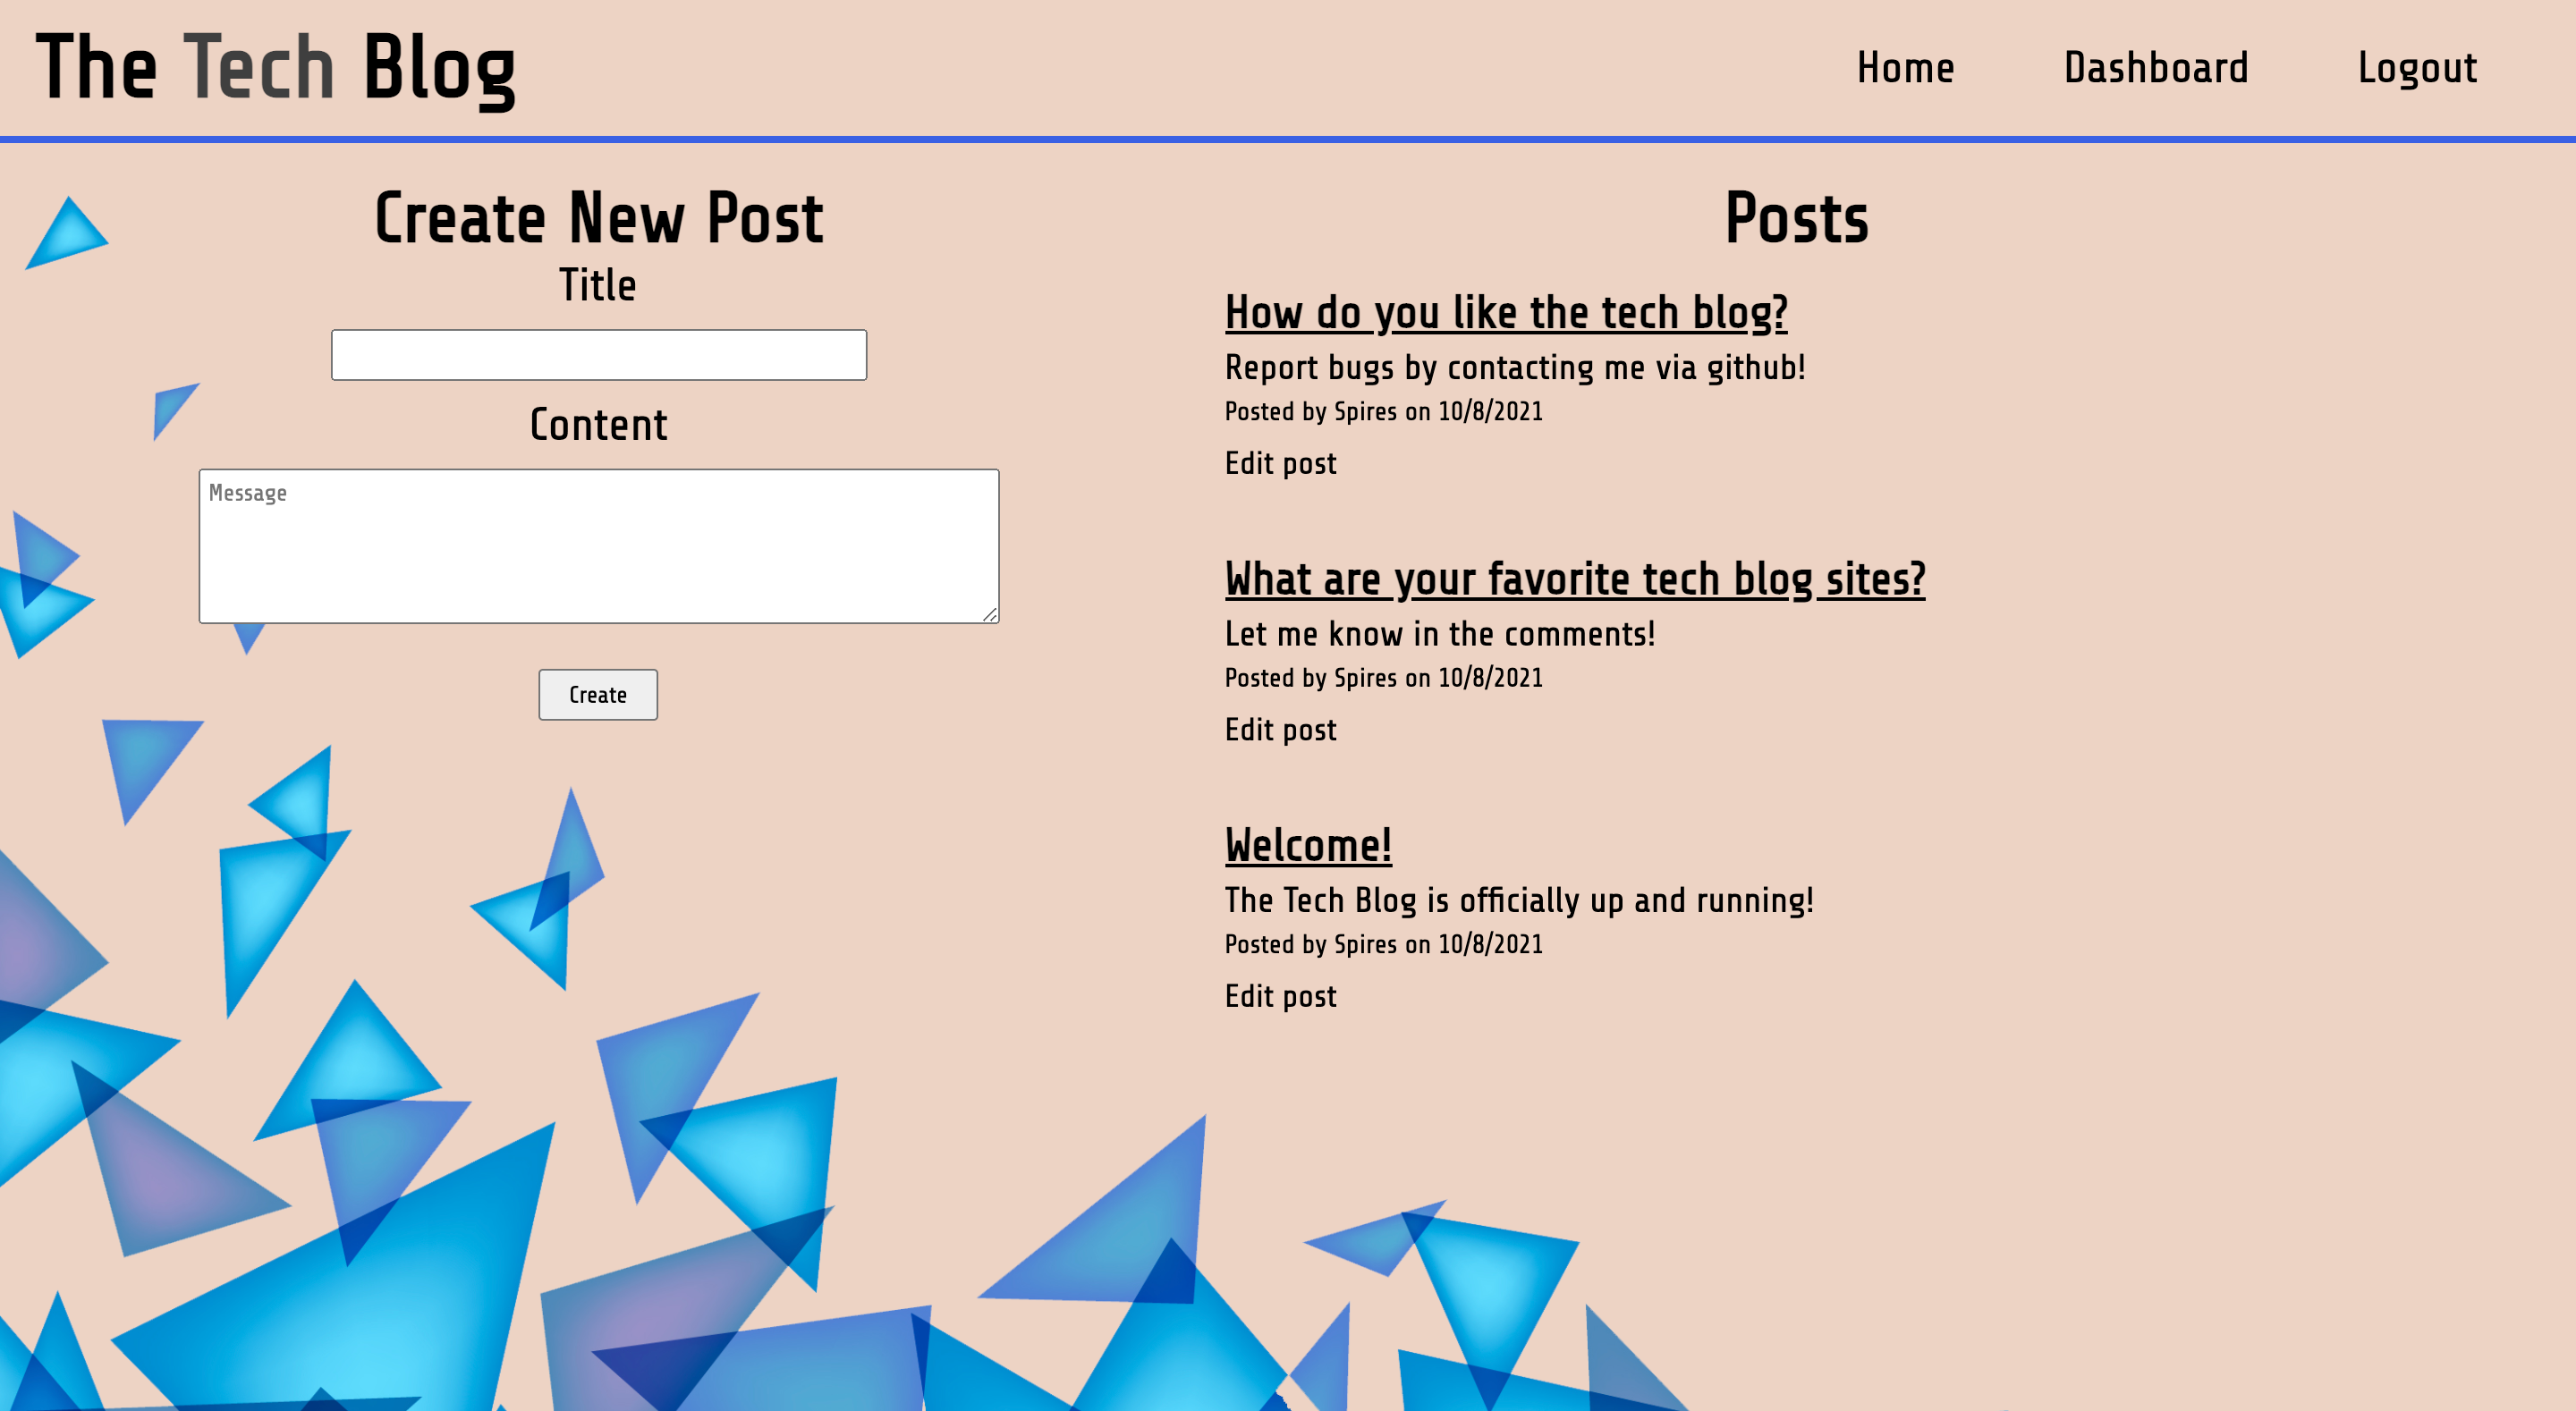 The Tech Blog
Home
Dashboard
Logout
Create New Post
Title
Content
Message
Create
Posts
How do you like the tech blog?
Report bugs by contacting me via github!
Posted by Spires on 10/8/2021
Edit post
What are your favorite tech blog sites?
Let me know in the comments!
Posted by Spires on 10/8/2021
Edit post
Welcome!
The Tech Blog is officially up and running!
Posted by Spires on 10/8/2021
Edit post